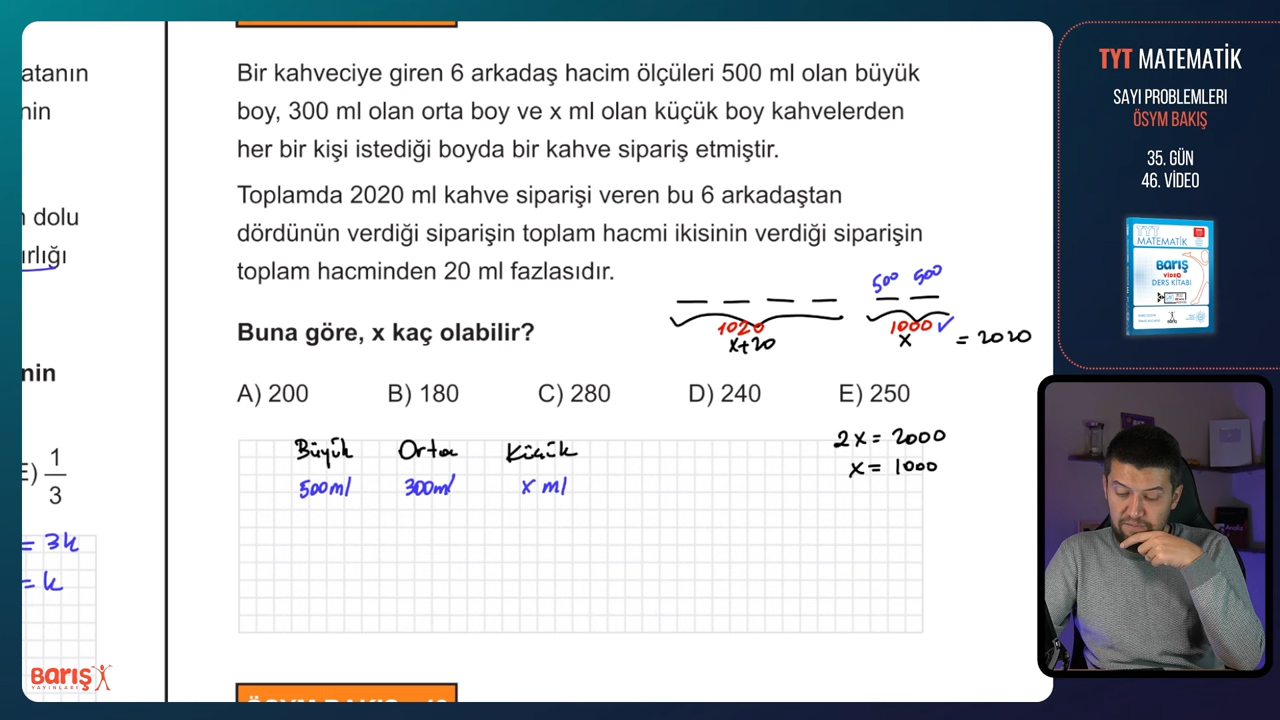 atanın
nin
n dolu
ırlığı
nin
E) 1/3
= 3k
= k
BARIŞ
YAYINLARI
Bir kahveciye giren 6 arkadaş hacim ölçüleri 500 ml olan büyük
boy, 300 ml olan orta boy ve x ml olan küçük boy kahvelerden
her bir kişi istediği boyda bir kahve sipariş etmiştir.
Toplamda 2020 ml kahve siparişi veren bu 6 arkadaştan
dördünün verdiği siparişin toplam hacmi ikisinin verdiği siparişin
toplam hacminden 20 ml fazlasıdır.
500 500
1020 1000 ✓
x+20 x = 2020
Buna göre, x kaç olabilir?
A) 200 B) 180 C) 280 D) 240 E) 250
2x = 2000
x = 1000
Büyük Orta Küçük
500ml 300ml x ml
TYT MATEMATİK
SAYI PROBLEMLERI
ÖSYM BAKIŞ
35. GÜN
46. VİDEO
TYT
MATEMATİK
BARIŞ
VİDEO
DERS KİTABI